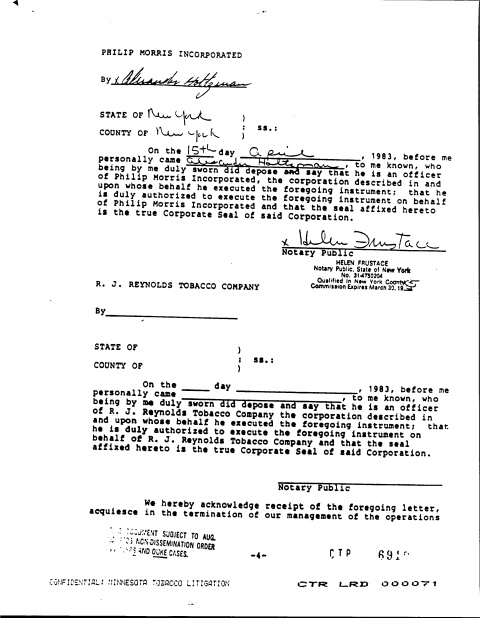 PHILIP MORRIS INCORPORATED
By x Alexander Holtzman
STATE OF New York )
: ss.:
COUNTY OF New York )
On the 15th day April, 1983, before me
personally came Alexander Holtzman, to me known, who
being by me duly sworn did depose and say that he is an officer
of Philip Morris Incorporated, the corporation described in and
upon whose behalf he executed the foregoing instrument; that he
is duly authorized to execute the foregoing instrument on behalf
of Philip Morris Incorporated and that the seal affixed hereto
is the true Corporate Seal of said Corporation.
x Helen Frustace
Notary Public
HELEN FRUSTACE
Notary Public, State of New York
No. 31-4750204
Qualified in New York County
Commission Expires March 30, 19
R. J. REYNOLDS TOBACCO COMPANY
By
STATE OF )
: ss.:
COUNTY OF )
On the ____ day ____, 1983, before me
personally came ____, to me known, who
being by me duly sworn did depose and say that he is an officer
of R. J. Reynolds Tobacco Company the corporation described in
and upon whose behalf he executed the foregoing instrument; that
he is duly authorized to execute the foregoing instrument on
behalf of R. J. Reynolds Tobacco Company and that the seal
affixed hereto is the true Corporate Seal of said Corporation.
Notary Public
We hereby acknowledge receipt of the foregoing letter,
acquiesce in the termination of our management of the operations
DOCUMENT SUBJECT TO AUG.
NON-DISSEMINATION ORDER
AND DUKE CASES.
-4-
CTR
CONFIDENTIAL: MINNESOTA TOBACCO LITIGATION
CTR LRD 000071